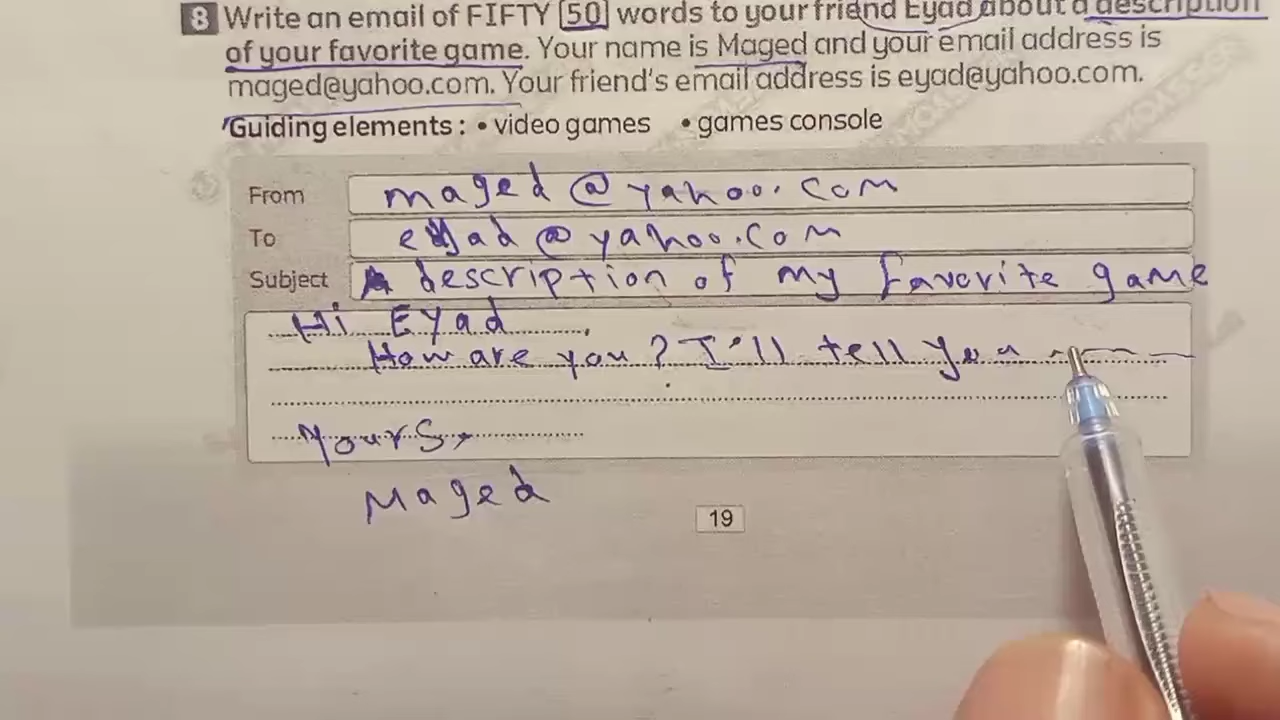 8 Write an email of FIFTY [50] words to your friend Eyad about a description
of your favorite game. Your name is Maged and your email address is
maged@yahoo.com. Your friend's email address is eyad@yahoo.com.
Guiding elements : • video games • games console
From maged@yahoo.com
To eyad@yahoo.com
Subject A description of my favorite game
Hi Eyad,
How are you? I'll tell you
Yours,
Maged
19